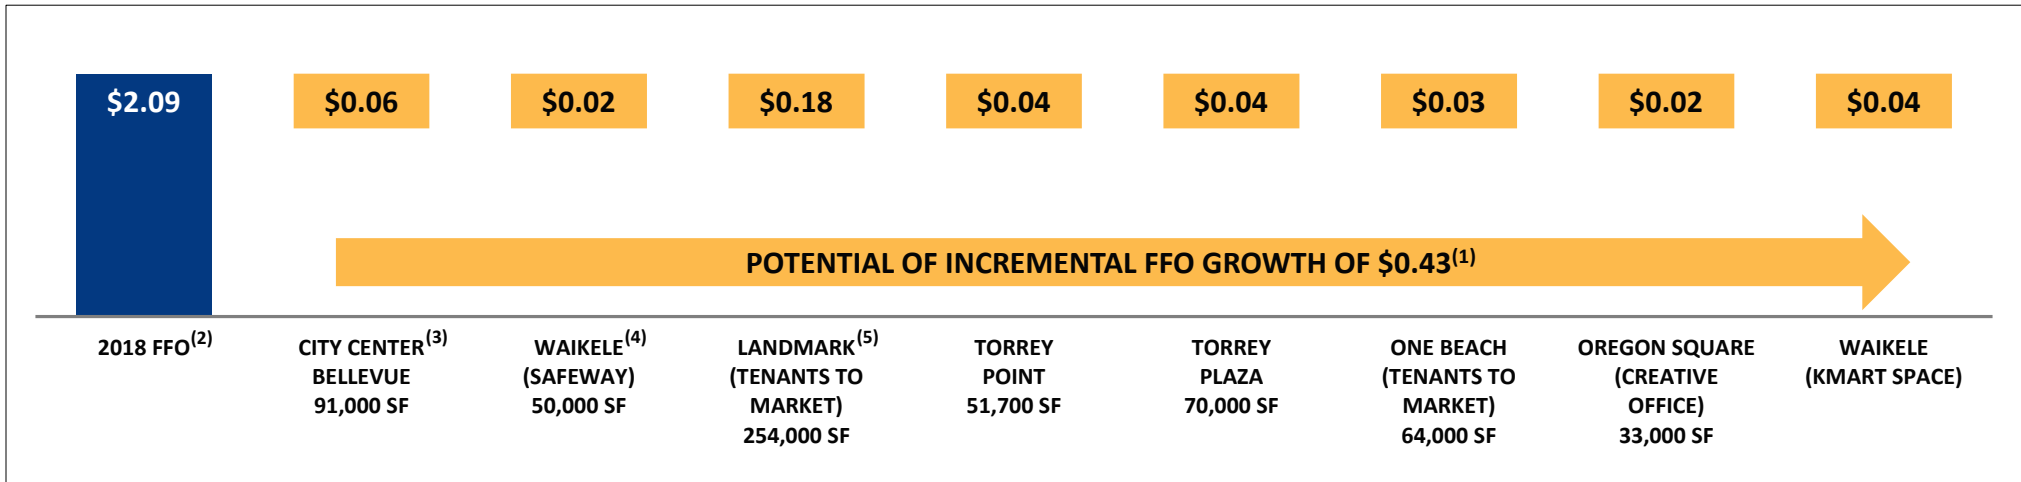 $2.09
$0.06
$0.02
$0.18
$0.04
$0.04
$0.03
$0.02
$0.04
POTENTIAL OF INCREMENTAL FFO GROWTH OF $0.43(1)
2018 FFO(2)
CITY CENTER(3)
BELLEVUE
91,000 SF
WAIKELE(4)
(SAFEWAY)
50,000 SF
LANDMARK(5)
(TENANTS TO
MARKET)
254,000 SF
TORREY
POINT
51,700 SF
TORREY
PLAZA
70,000 SF
ONE BEACH
(TENANTS TO
MARKET)
64,000 SF
OREGON SQUARE
(CREATIVE
OFFICE)
33,000 SF
WAIKELE
(KMART SPACE)